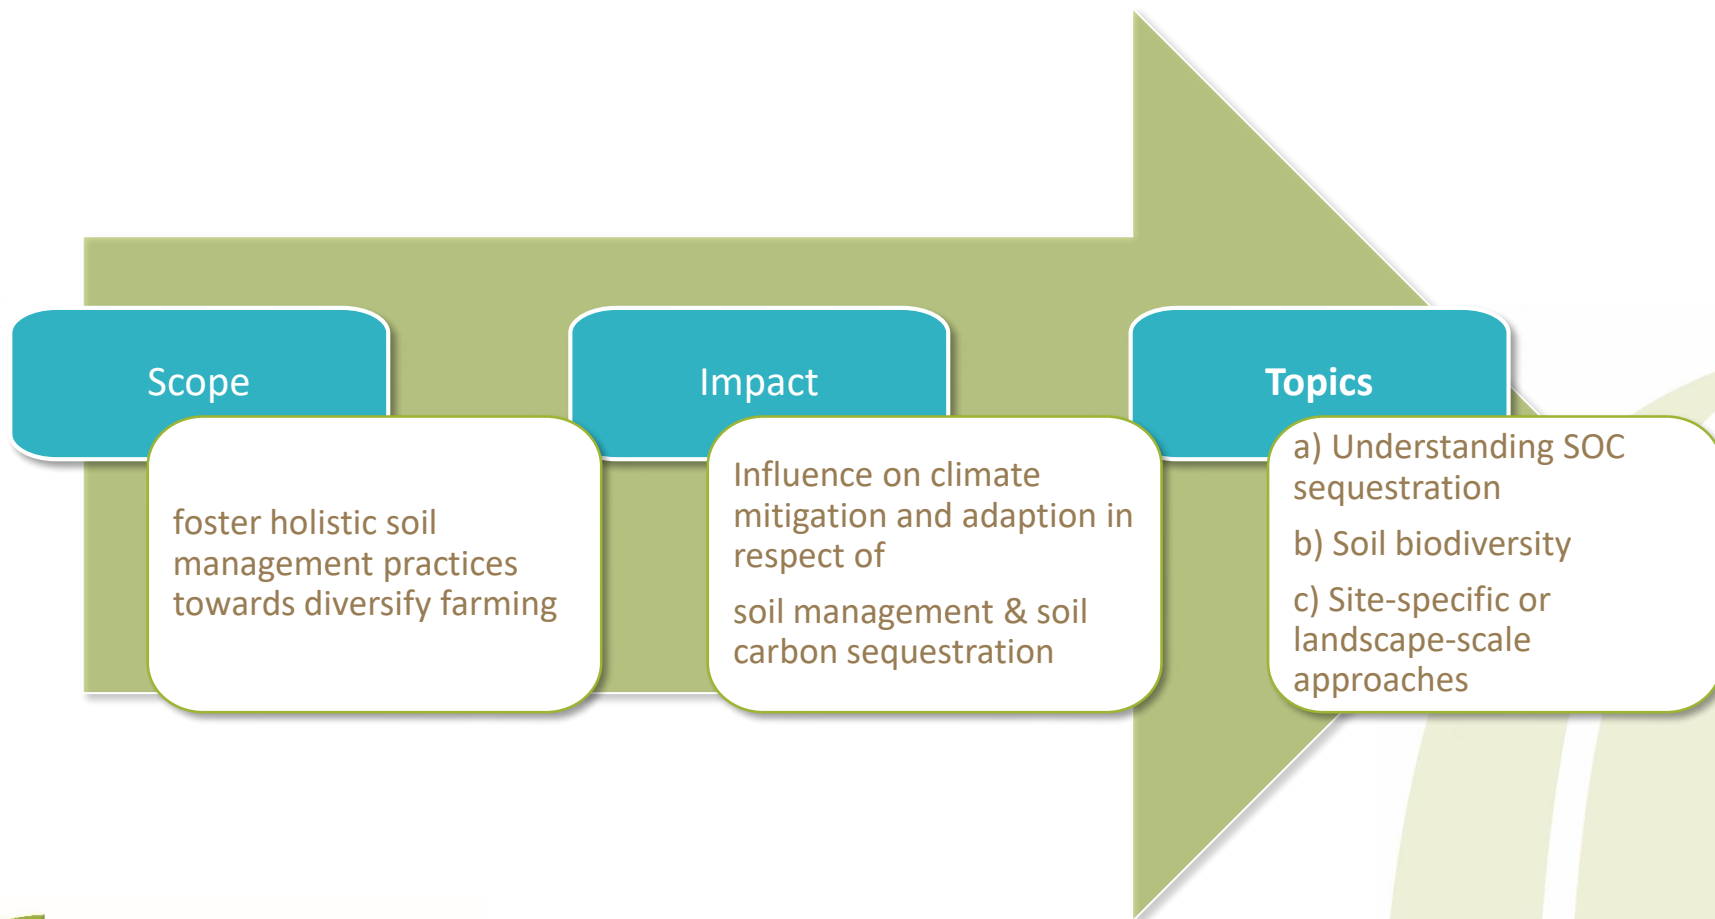 Scope
foster holistic soil
management practices
towards diversify farming
Impact
Influence on climate
mitigation and adaption in
respect of
soil management & soil
carbon sequestration
Topics
a) Understanding SOC
sequestration
b) Soil biodiversity
c) Site-specific or
landscape-scale
approaches